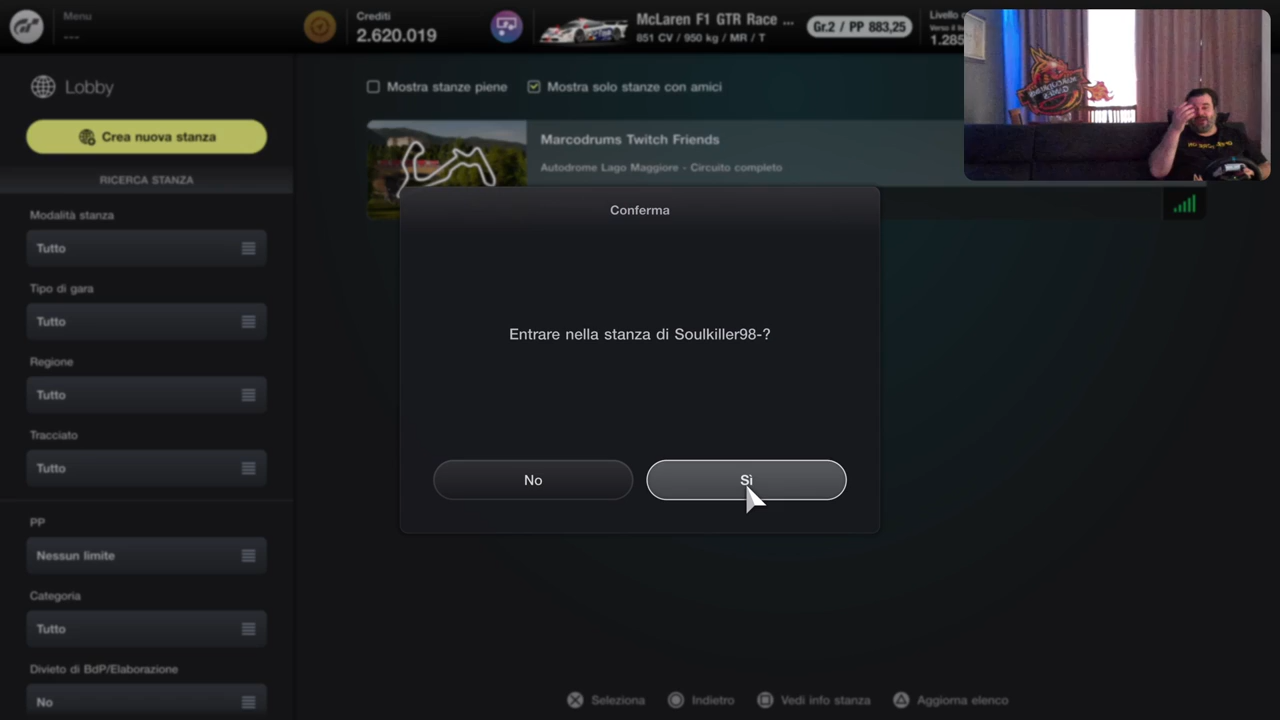 Menu
---
Crediti
2.620.019
McLaren F1 GTR Race ...
851 CV / 950 kg / MR / T
Gr.2 / PP 883,25
Livello
Verso il
1.285
Lobby
Mostra stanze piene
Mostra solo stanze con amici
Crea nuova stanza
Marcodrums Twitch Friends
Autodrome Lago Maggiore - Circuito completo
RICERCA STANZA
Modalità stanza
Tutto
Tipo di gara
Tutto
Regione
Tutto
Tracciato
Tutto
PP
Nessun limite
Categoria
Tutto
Divieto di BdP/Elaborazione
No
Conferma
Entrare nella stanza di Soulkiller98-?
No
Sì
Seleziona
Indietro
Vedi info stanza
Aggiorna elenco